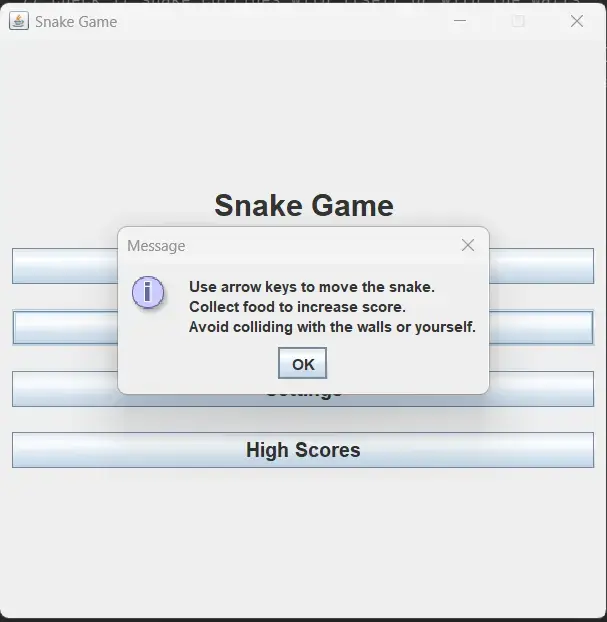 Snake Game
Snake Game
Message
Use arrow keys to move the snake.
Collect food to increase score.
Avoid colliding with the walls or yourself.
OK
Settings
High Scores